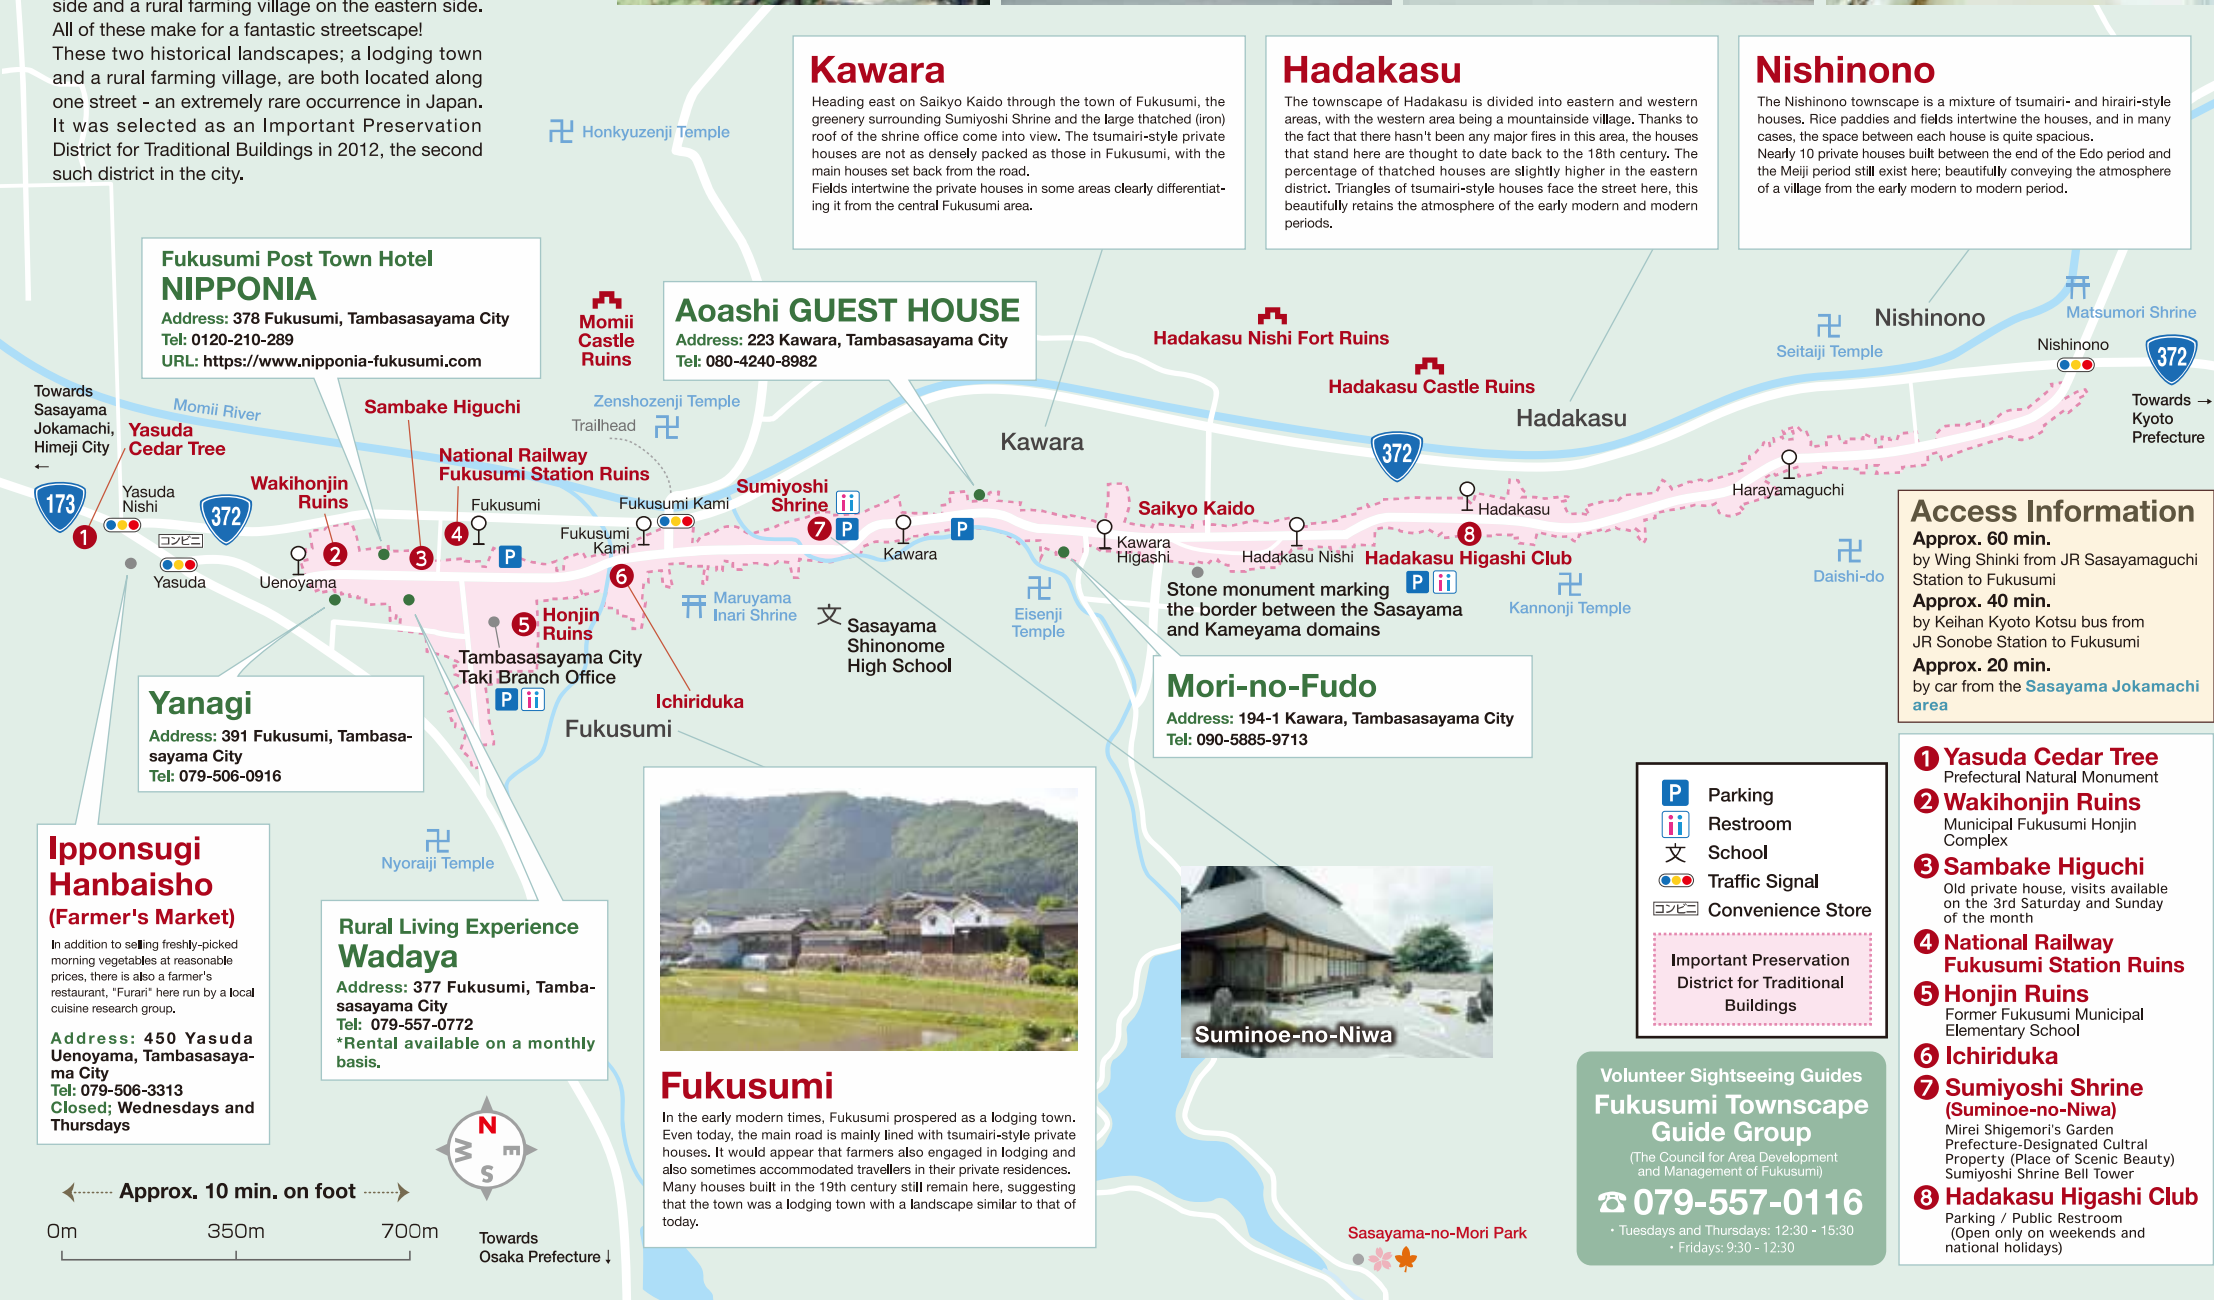 side and a rural farming village on the eastern side.
All of these make for a fantastic streetscape!
These two historical landscapes; a lodging town
and a rural farming village, are both located along
one street - an extremely rare occurrence in Japan.
It was selected as an Important Preservation
District for Traditional Buildings in 2012, the second
such district in the city.
Honkyuzenji Temple
Kawara
Heading east on Saikyo Kaido through the town of Fukusumi, the
greenery surrounding Sumiyoshi Shrine and the large thatched (iron)
roof of the shrine office come into view. The tsumairi-style private
houses are not as densely packed as those in Fukusumi, with the
main houses set back from the road.
Fields intertwine the private houses in some areas clearly differentiat-
ing it from the central Fukusumi area.
Hadakasu
The townscape of Hadakasu is divided into eastern and western
areas, with the western area being a mountainside village. Thanks to
the fact that there hasn't been any major fires in this area, the houses
that stand here are thought to date back to the 18th century. The
percentage of thatched houses are slightly higher in the eastern
district. Triangles of tsumairi-style houses face the street here, this
beautifully retains the atmosphere of the early modern and modern
periods.
Nishinono
The Nishinono townscape is a mixture of tsumairi- and hirairi-style
houses. Rice paddies and fields intertwine the houses, and in many
cases, the space between each house is quite spacious.
Nearly 10 private houses built between the end of the Edo period and
the Meiji period still exist here; beautifully conveying the atmosphere
of a village from the early modern to modern period.
Fukusumi Post Town Hotel
NIPPONIA
Address: 378 Fukusumi, Tambasasayama City
Tel: 0120-210-289
URL: https://www.nipponia-fukusumi.com
Momii
Castle
Ruins
Aoashi GUEST HOUSE
Address: 223 Kawara, Tambasasayama City
Tel: 080-4240-8982
Hadakasu Nishi Fort Ruins
Hadakasu Castle Ruins
Seitaiji Temple
Nishinono
Matsumori Shrine
Nishinono
372
Towards →
Kyoto
Prefecture
Towards
Sasayama
Jokamachi,
Himeji City
←
Momii River
Yasuda
Cedar Tree
Sambake Higuchi
Zenshozenji Temple
Trailhead
National Railway
Fukusumi Station Ruins
Wakihonjin
Ruins
Kawara
Hadakasu
372
173
Yasuda
Nishi
372
1
コンビニ
Yasuda
Uenoyama
2
3
4
Fukusumi
P
Fukusumi
Kami
Fukusumi Kami
Sumiyoshi
Shrine
7
P
Kawara
P
Saikyo Kaido
Kawara
Higashi
Hadakasu Nishi
Hadakasu
8
Hadakasu Higashi Club
P
Harayamaguchi
Daishi-do
Kannonji Temple
Stone monument marking
the border between the Sasayama
and Kameyama domains
6
Maruyama
Inari Shrine
文
Sasayama
Shinonome
High School
Eisenji
Temple
5
Honjin
Ruins
Tambasasayama City
Taki Branch Office
P
Ichiriduka
Fukusumi
Access Information
Approx. 60 min.
by Wing Shinki from JR Sasayamaguchi
Station to Fukusumi
Approx. 40 min.
by Keihan Kyoto Kotsu bus from
JR Sonobe Station to Fukusumi
Approx. 20 min.
by car from the Sasayama Jokamachi
area
Yanagi
Address: 391 Fukusumi, Tambasa-
sayama City
Tel: 079-506-0916
Mori-no-Fudo
Address: 194-1 Kawara, Tambasasayama City
Tel: 090-5885-9713
Ipponsugi
Hanbaisho
(Farmer's Market)
In addition to selling freshly-picked
morning vegetables at reasonable
prices, there is also a farmer's
restaurant, "Furari" here run by a local
cuisine research group.
Address: 450 Yasuda
Uenoyama, Tambasasaya-
ma City
Tel: 079-506-3313
Closed; Wednesdays and
Thursdays
Nyoraiji Temple
Rural Living Experience
Wadaya
Address: 377 Fukusumi, Tamba-
sasayama City
Tel: 079-557-0772
*Rental available on a monthly
basis.
Fukusumi
In the early modern times, Fukusumi prospered as a lodging town.
Even today, the main road is mainly lined with tsumairi-style private
houses. It would appear that farmers also engaged in lodging and
also sometimes accommodated travellers in their private residences.
Many houses built in the 19th century still remain here, suggesting
that the town was a lodging town with a landscape similar to that of
today.
Suminoe-no-Niwa
P Parking
Restroom
文 School
Traffic Signal
コンビニ Convenience Store
Important Preservation
District for Traditional
Buildings
Volunteer Sightseeing Guides
Fukusumi Townscape
Guide Group
(The Council for Area Development
and Management of Fukusumi)
☎ 079-557-0116
・Tuesdays and Thursdays: 12:30 - 15:30
・Fridays: 9:30 - 12:30
1 Yasuda Cedar Tree
Prefectural Natural Monument
2 Wakihonjin Ruins
Municipal Fukusumi Honjin
Complex
3 Sambake Higuchi
Old private house, visits available
on the 3rd Saturday and Sunday
of the month
4 National Railway
Fukusumi Station Ruins
5 Honjin Ruins
Former Fukusumi Municipal
Elementary School
6 Ichiriduka
7 Sumiyoshi Shrine
(Suminoe-no-Niwa)
Mirei Shigemori's Garden
Prefecture-Designated Cultral
Property (Place of Scenic Beauty)
Sumiyoshi Shrine Bell Tower
8 Hadakasu Higashi Club
Parking / Public Restroom
(Open only on weekends and
national holidays)
N
E
S
W
Approx. 10 min. on foot
0m 350m 700m
Towards
Osaka Prefecture ↓
Sasayama-no-Mori Park